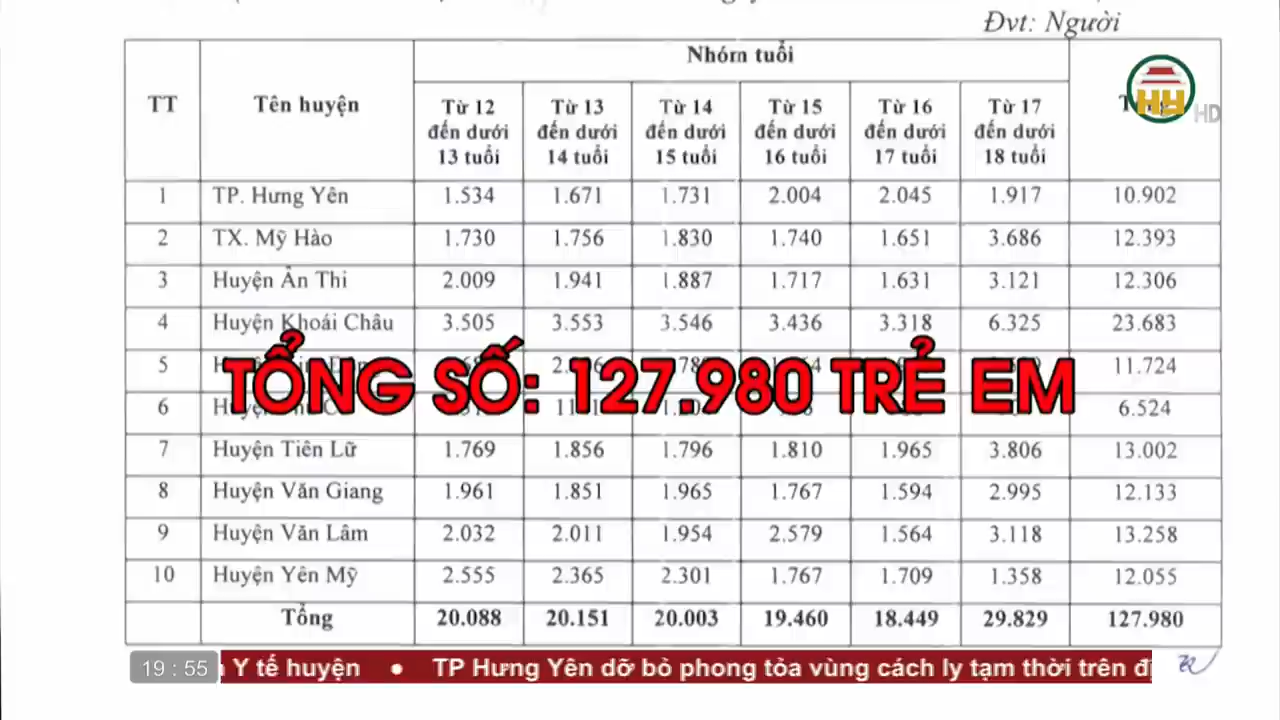 Đvt: Người
TT Tên huyện Nhóm tuổi
Từ 12 đến dưới 13 tuổi Từ 13 đến dưới 14 tuổi Từ 14 đến dưới 15 tuổi Từ 15 đến dưới 16 tuổi Từ 16 đến dưới 17 tuổi Từ 17 đến dưới 18 tuổi
HY HD
1 TP. Hưng Yên 1.534 1.671 1.731 2.004 2.045 1.917 10.902
2 TX. Mỹ Hào 1.730 1.756 1.830 1.740 1.651 3.686 12.393
3 Huyện Ân Thi 2.009 1.941 1.887 1.717 1.631 3.121 12.306
4 Huyện Khoái Châu 3.505 3.553 3.546 3.436 3.318 6.325 23.683
5 11.724
TỔNG SỐ: 127.980 TRẺ EM
6 6.524
7 Huyện Tiên Lữ 1.769 1.856 1.796 1.810 1.965 3.806 13.002
8 Huyện Văn Giang 1.961 1.851 1.965 1.767 1.594 2.995 12.133
9 Huyện Văn Lâm 2.032 2.011 1.954 2.579 1.564 3.118 13.258
10 Huyện Yên Mỹ 2.555 2.365 2.301 1.767 1.709 1.358 12.055
Tổng 20.088 20.151 20.003 19.460 18.449 29.829 127.980
19 : 55 Y tế huyện • TP Hưng Yên dỡ bỏ phong tỏa vùng cách ly tạm thời trên